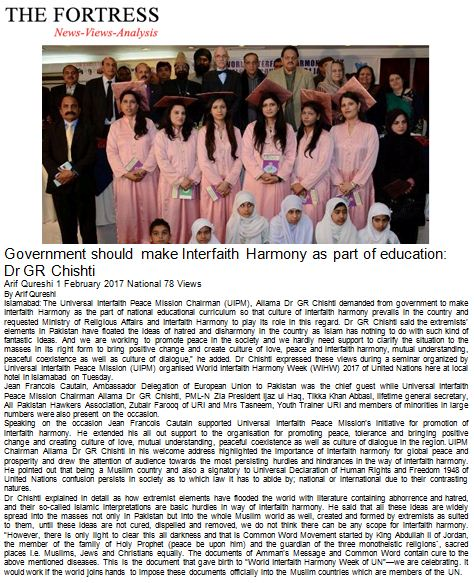 THE FORTRESS
News-Views-Analysis
WORLD INTERFAITH HARMONY
Government should make Interfaith Harmony as part of education:
Dr GR Chishti
Arif Qureshi 1 February 2017 National 78 Views
By Arif Qureshi
Islamabad: The Universal Interfaith Peace Mission Chairman (UIPM), Allama Dr GR Chishti demanded from government to make
Interfaith Harmony as the part of national educational curriculum so that culture of interfaith harmony prevails in the country and
requested Ministry of Religious Affairs and Interfaith Harmony to play its role in this regard. Dr GR Chishti said the extremists'
elements in Pakistan have floated the ideas of hatred and disharmony in the country as Islam has nothing to do with such kind of
fantastic ideas. And we are working to promote peace in the society and we hardly need support to clarify the situation to the
masses in its right form to bring positive change and create culture of love, peace and interfaith harmony, mutual understanding,
peaceful coexistence as well as culture of dialogue," he added. Dr Chishti expressed these views during a seminar organized by
Universal Interfaith Peace Mission (UIPM) organised World Interfaith Harmony Week (WIHW) 2017 of United Nations here at local
hotel in Islamabad on Tuesday.
Jean Francois Cautain, Ambassador Delegation of European Union to Pakistan was the chief guest while Universal Interfaith
Peace Mission Chairman Allama Dr GR Chishti, PML-N Zia President Ijaz ul Haq, Tikka Khan Abbasi, lifetime general secretary,
All Pakistan Hawkers Association, Zubair Farooq of URI and Mrs Tasneem, Youth Trainer URI and members of minorities in large
numbers were also present on the occasion.
Speaking on the occasion Jean Francois Cautain supported Universal Interfaith Peace Mission's initiative for promotion of
interfaith harmony. He extended his all out support to the organisation for promoting peace, tolerance and bringing positive
change and creating culture of love, mutual understanding, peaceful coexistence as well as culture of dialogue in the region. UIPM
Chairman Allama Dr GR Chishti in his welcome address highlighted the importance of interfaith harmony for global peace and
prosperity and drew the attention of audience towards the most persisting hurdles and hindrances in the way of interfaith harmony.
He pointed out that being a Muslim country and also a signatory to Universal Declaration of Human Rights and Freedom 1948 of
United Nations confusion persists in society as to which law it has to abide by; national or international due to their contrasting
natures.
Dr Chishti explained in detail as how extremist elements have flooded the world with literature containing abhorrence and hatred,
and their so-called Islamic interpretations are basic hurdles in way of interfaith harmony. He said that all these ideas are widely
spread into the masses not only in Pakistan but into the whole Muslim world as well, created and formed by extremists as suited
to them, until these ideas are not cured, dispelled and removed, we do not think there can be any scope for interfaith harmony.
"However, there is only light to clear this all darkness and that is Common Word Movement started by King Abdullah II of Jordan,
the member of the family of Holy Prophet (peace be upon him) and the guardian of the three monotheistic religions', sacred
places i.e. Muslims, Jews and Christians equally. The documents of Amman's Message and Common Word contain cure to the
above mentioned diseases. This is the document that gave birth to "World Interfaith Harmony Week of UN"—we are celebrating. It
would work if the world joins hands to impose these documents officially into the Muslim countries which are members of the UN.